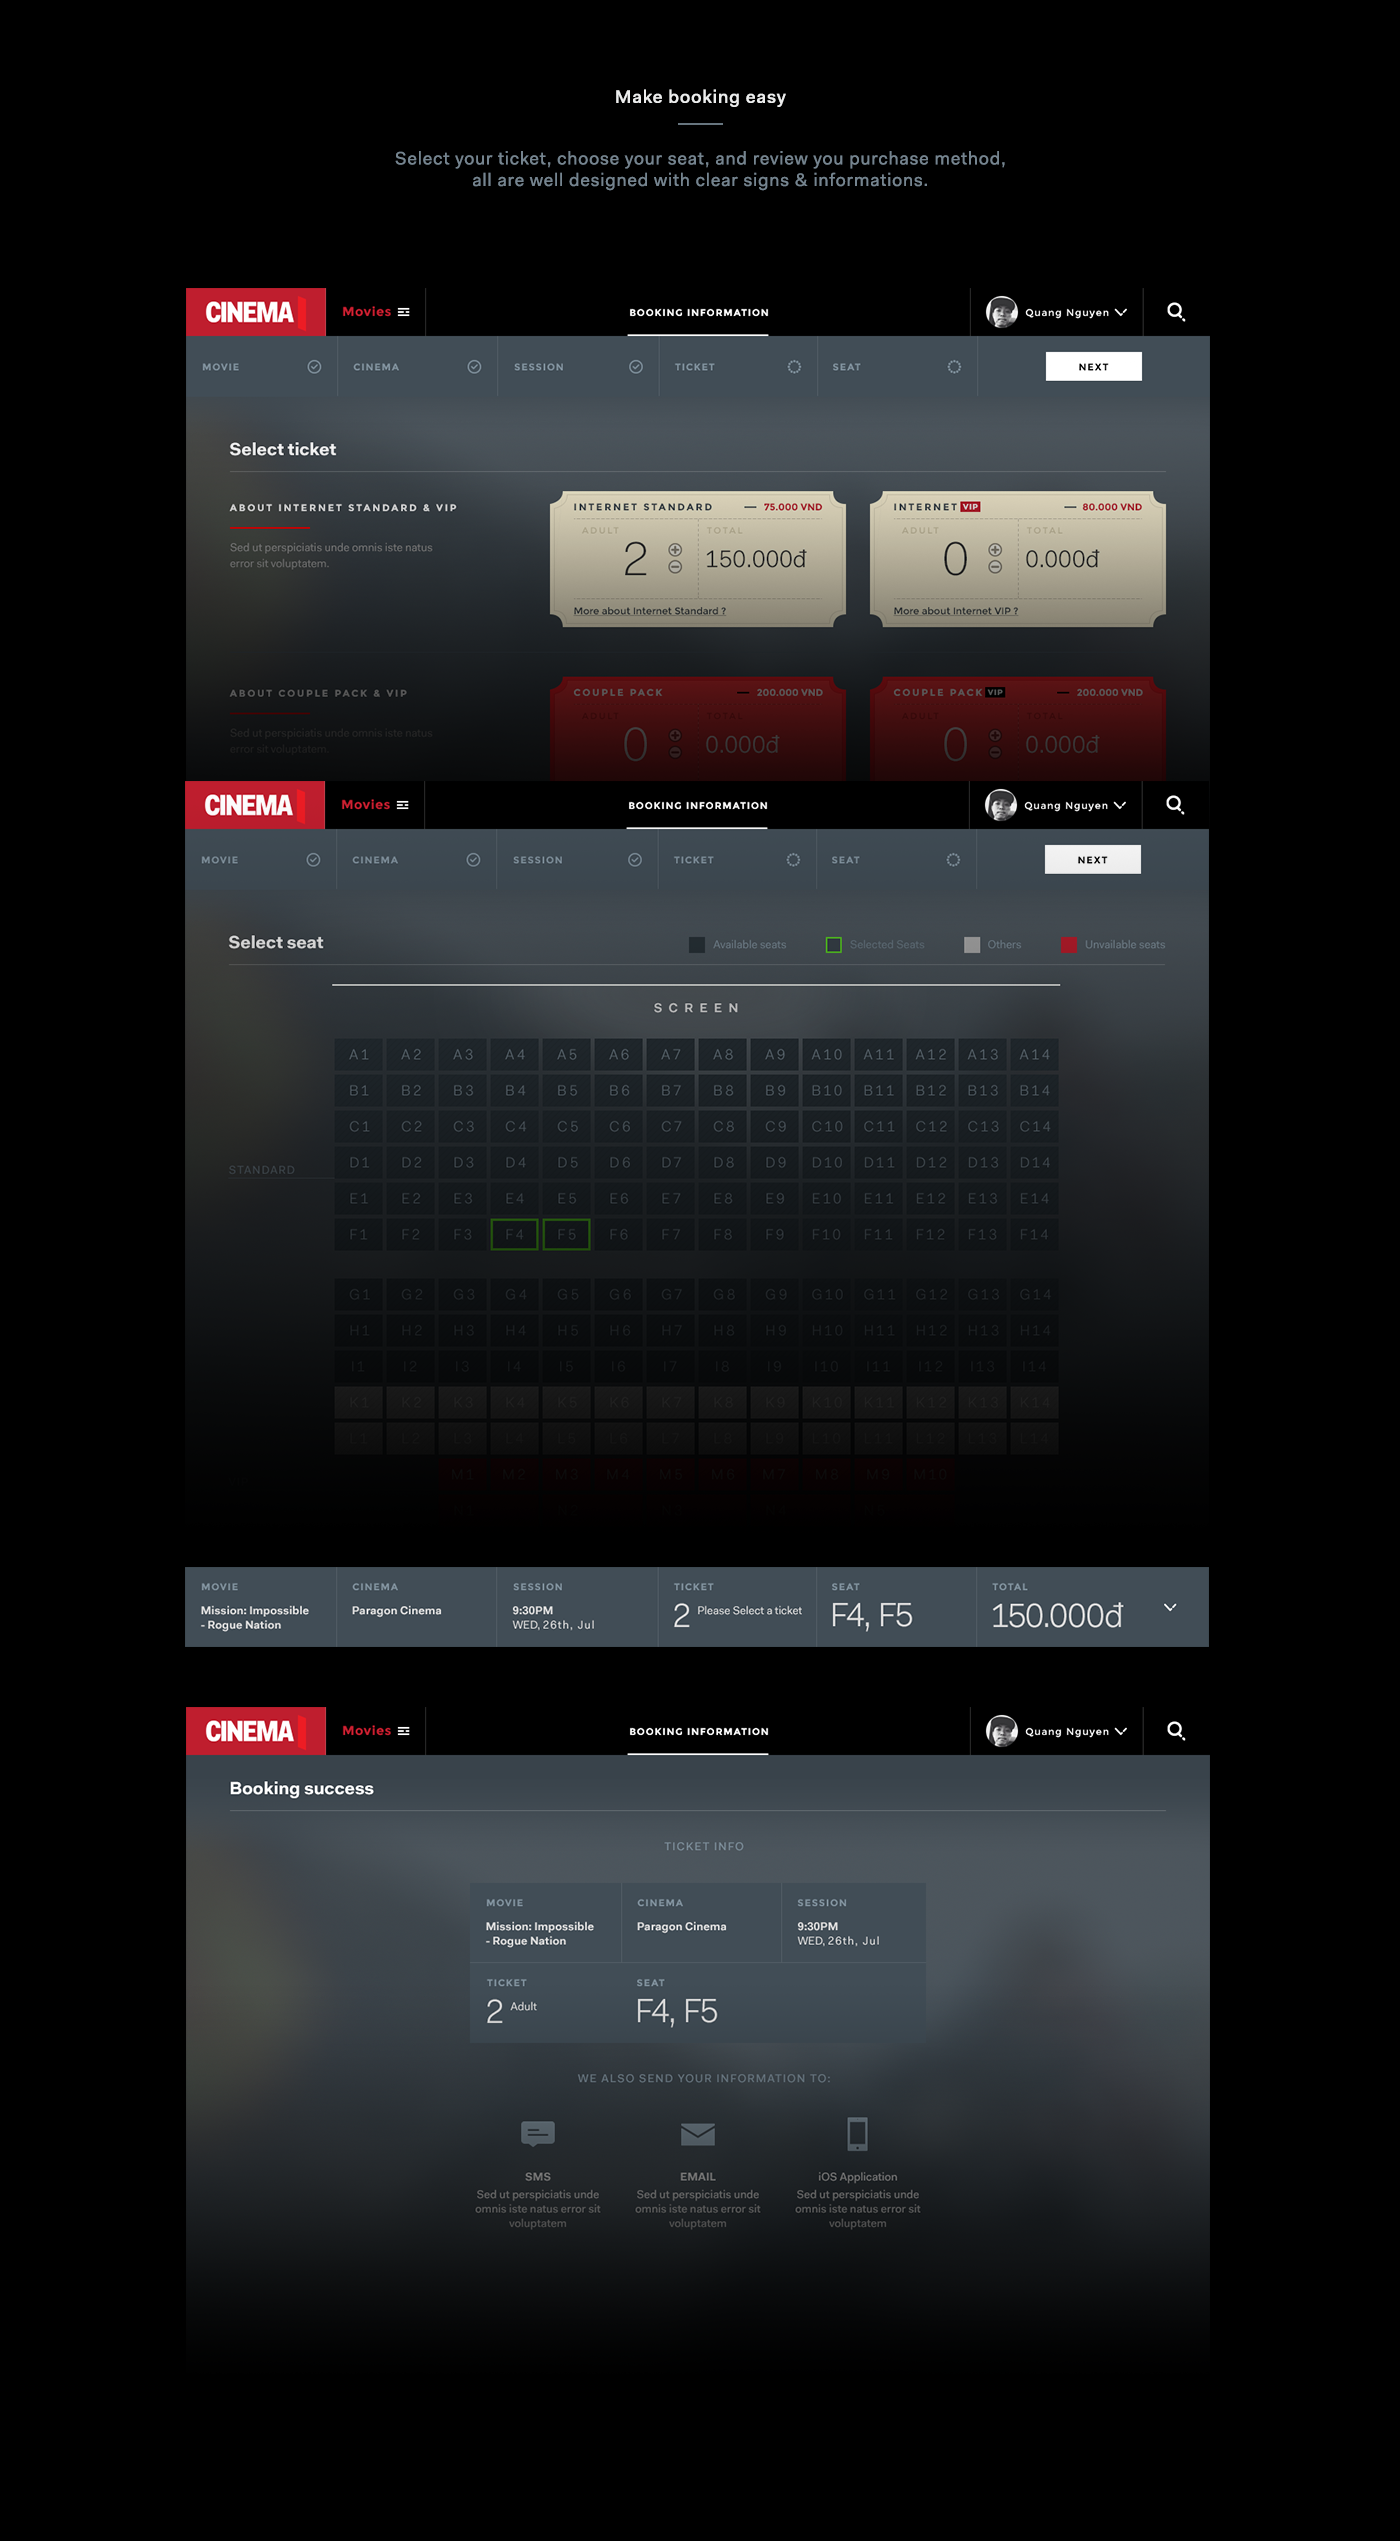 Make booking easy
Select your ticket, choose your seat, and review you purchase method,
all are well designed with clear signs & informations.
CINEMA Movies BOOKING INFORMATION Quang Nguyen
MOVIE CINEMA SESSION TICKET SEAT NEXT
Select ticket
ABOUT INTERNET STANDARD & VIP
Sed ut perspiciatis unde omnis iste natus
error sit voluptatem.
INTERNET STANDARD — 75.000 VND
ADULT TOTAL
2 150.000đ
More about Internet Standard ?
INTERNET VIP — 80.000 VND
ADULT TOTAL
0 0.000đ
More about Internet VIP ?
ABOUT COUPLE PACK & VIP
Sed ut perspiciatis unde omnis iste natus
error sit voluptatem
COUPLE PACK — 200.000 VND
ADULT TOTAL
0 0.000đ
COUPLE PACK VIP — 200.000 VND
ADULT TOTAL
0 0.000đ
CINEMA Movies BOOKING INFORMATION Quang Nguyen
MOVIE CINEMA SESSION TICKET SEAT NEXT
Select seat Available seats Selected Seats Others Unvailable seats
SCREEN
A1 A2 A3 A4 A5 A6 A7 A8 A9 A10 A11 A12 A13 A14
B1 B2 B3 B4 B5 B6 B7 B8 B9 B10 B11 B12 B13 B14
C1 C2 C3 C4 C5 C6 C7 C8 C9 C10 C11 C12 C13 C14
STANDARD
D1 D2 D3 D4 D5 D6 D7 D8 D9 D10 D11 D12 D13 D14
E1 E2 E3 E4 E5 E6 E7 E8 E9 E10 E11 E12 E13 E14
F1 F2 F3 F4 F5 F6 F7 F8 F9 F10 F11 F12 F13 F14
G1 G2 G3 G4 G5 G6 G7 G8 G9 G10 G11 G12 G13 G14
H1 H2 H3 H4 H5 H6 H7 H8 H9 H10 H11 H12 H13 H14
I1 I2 I3 I4 I5 I6 I7 I8 I9 I10 I11 I12 I13 I14
K1 K2 K3 K4 K5 K6 K7 K8 K9 K10 K11 K12 K13 K14
L1 L2 L3 L4 L5 L6 L7 L8 L9 L10 L11 L12 L13 L14
M1 M2 M3 M4 M5 M6 M7 M8 M9 M10
MOVIE CINEMA SESSION TICKET SEAT TOTAL
Mission: Impossible
- Rogue Nation
Paragon Cinema
9:30PM
WED, 26th, Jul
2 Please Select a ticket
F4, F5
150.000đ
CINEMA Movies BOOKING INFORMATION Quang Nguyen
Booking success
TICKET INFO
MOVIE CINEMA SESSION
Mission: Impossible
- Rogue Nation
Paragon Cinema
9:30PM
WED, 26th, Jul
TICKET SEAT
2 Adult F4, F5
WE ALSO SEND YOUR INFORMATION TO:
SMS
Sed ut perspiciatis unde
omnis iste natus error sit
voluptatem
EMAIL
Sed ut perspiciatis unde
omnis iste natus error sit
voluptatem
iOS Application
Sed ut perspiciatis unde
omnis iste natus error sit
voluptatem